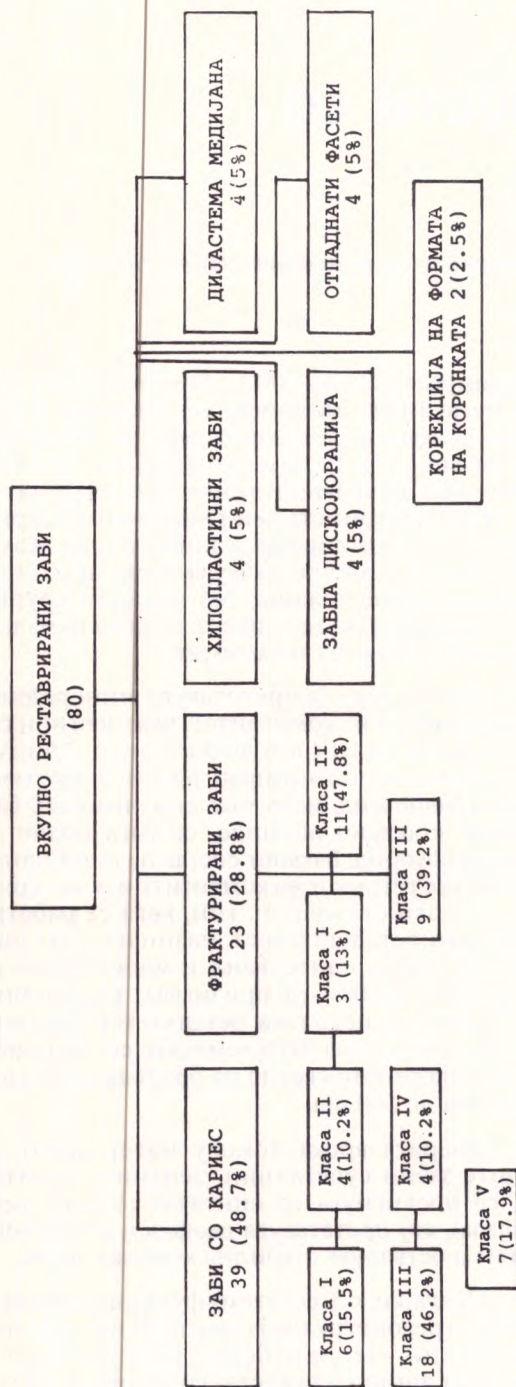 ВКУПНО РЕСТАВРИРАНИ ЗАБИ
(80)
ЗАБИ СО КАРИЕС
39 (48.7%)
ФРАКТУРИРАНИ ЗАБИ
23 (28.8%)
ХИПОПЛАСТИЧНИ ЗАБИ
4 (5%)
ДИЈАСТЕМА МЕДИЈАНА
4(5%)
Класа I
6(15.5%)
Класа II
4(10.2%)
Класа III
18 (46.2%)
Класа IV
4(10.2%)
Класа V
7(17.9%)
Класа I
3 (13%)
Класа II
11(47.8%)
Класа III
9 (39.2%)
ЗАБНА ДИСКОЛОРАЦИЈА
4(5%)
ОТПАДНАТИ ФАСЕТИ
4 (5%)
КОРЕКЦИЈА НА ФОРМАТА
НА КОРОНКАТА 2(2.5%)